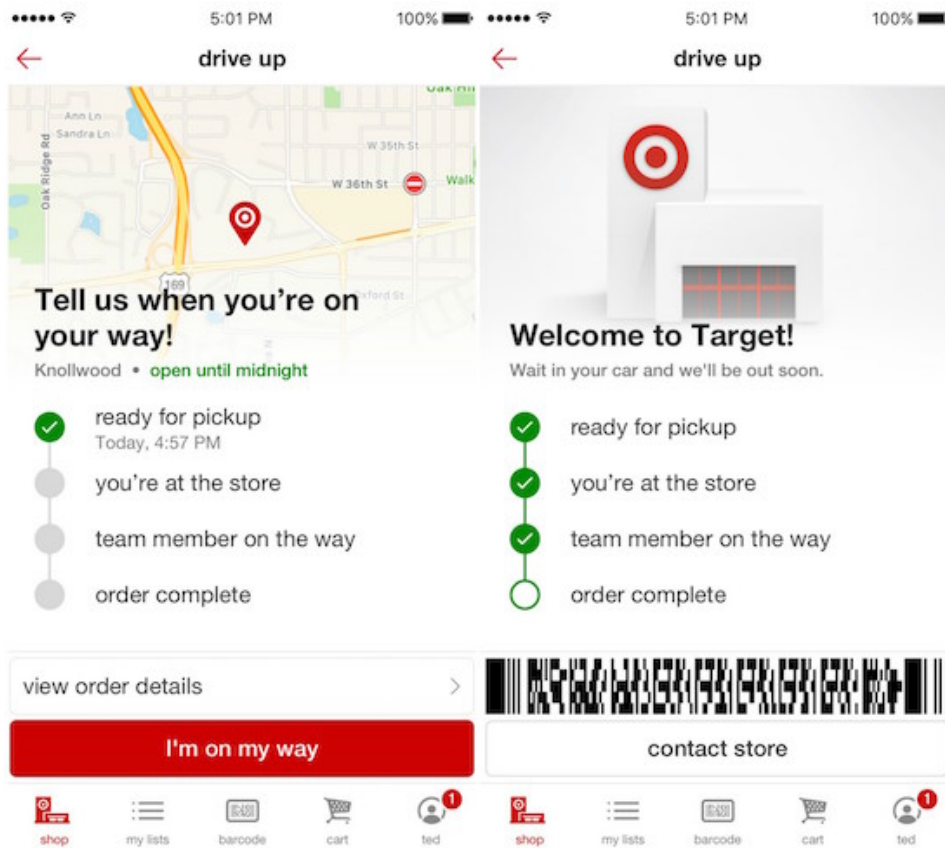 5:01 PM
100%
drive up
Oak Hill
Ann Ln
Sandra Ln
Oak Ridge Rd
W 35th St
W 36th St
Walk
169
Oxford St
Tell us when you’re on
your way!
Knollwood • open until midnight
ready for pickup
Today, 4:57 PM
you’re at the store
team member on the way
order complete
view order details
I'm on my way
shop
my lists
barcode
cart
1
ted
5:01 PM
100%
drive up
Welcome to Target!
Wait in your car and we'll be out soon.
ready for pickup
you’re at the store
team member on the way
order complete
contact store
shop
my lists
barcode
cart
1
ted